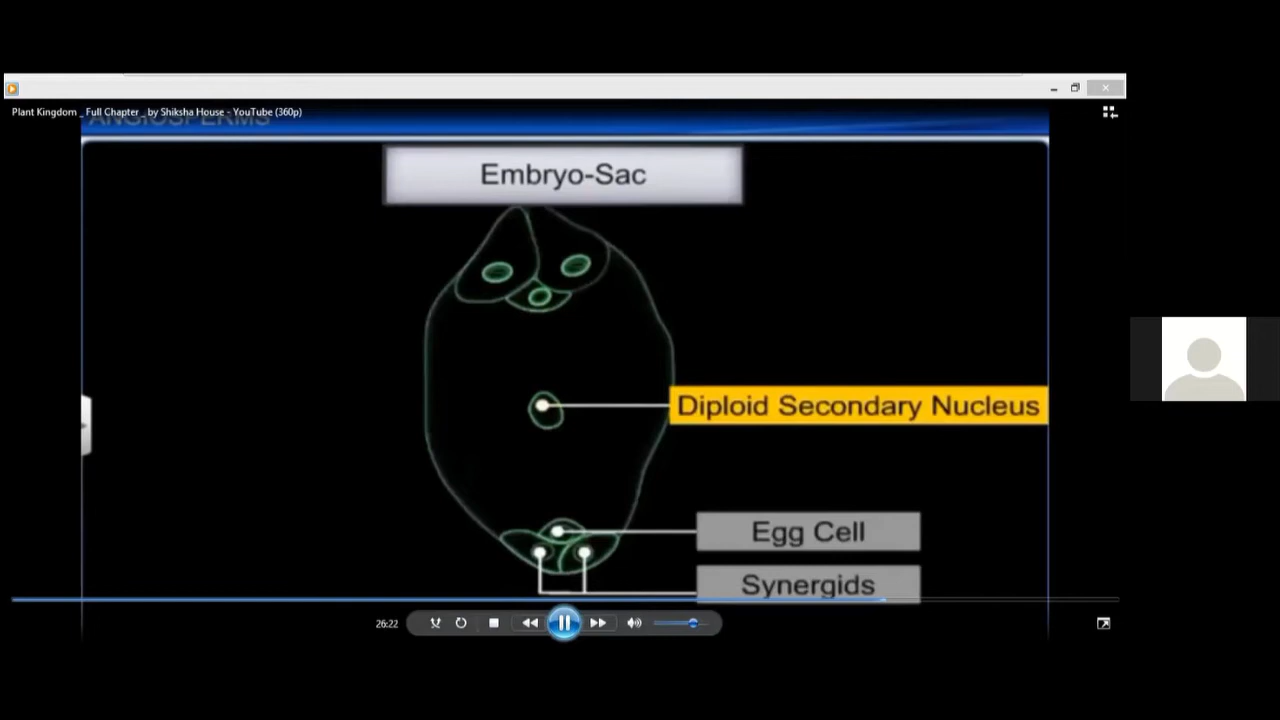 Plant Kingdom _ Full Chapter _ by Shiksha House - YouTube (360p)
ANGIOSPERMS
Embryo-Sac
Diploid Secondary Nucleus
Egg Cell
Synergids
26:22